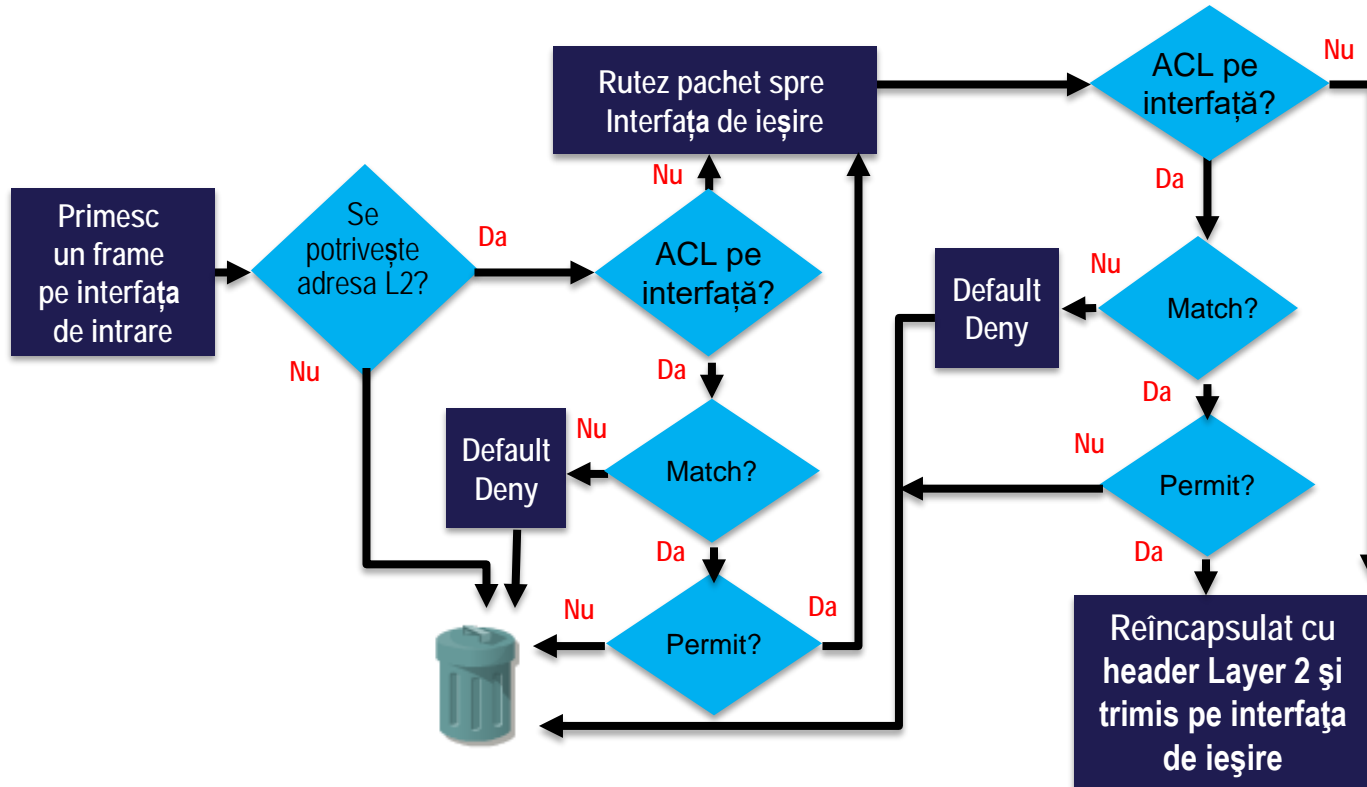 Primesc
un frame
pe interfața
de intrare
Se
potrivește
adresa L2?
Da
Nu
ACL pe
interfață?
Nu
Da
Rutez pachet spre
Interfața de ieșire
Match?
Nu
Default
Deny
Da
Permit?
Nu
Da
ACL pe
interfață?
Nu
Da
Match?
Nu
Default
Deny
Da
Permit?
Nu
Da
Reîncapsulat cu
header Layer 2 şi
trimis pe interfaţa
de ieşire